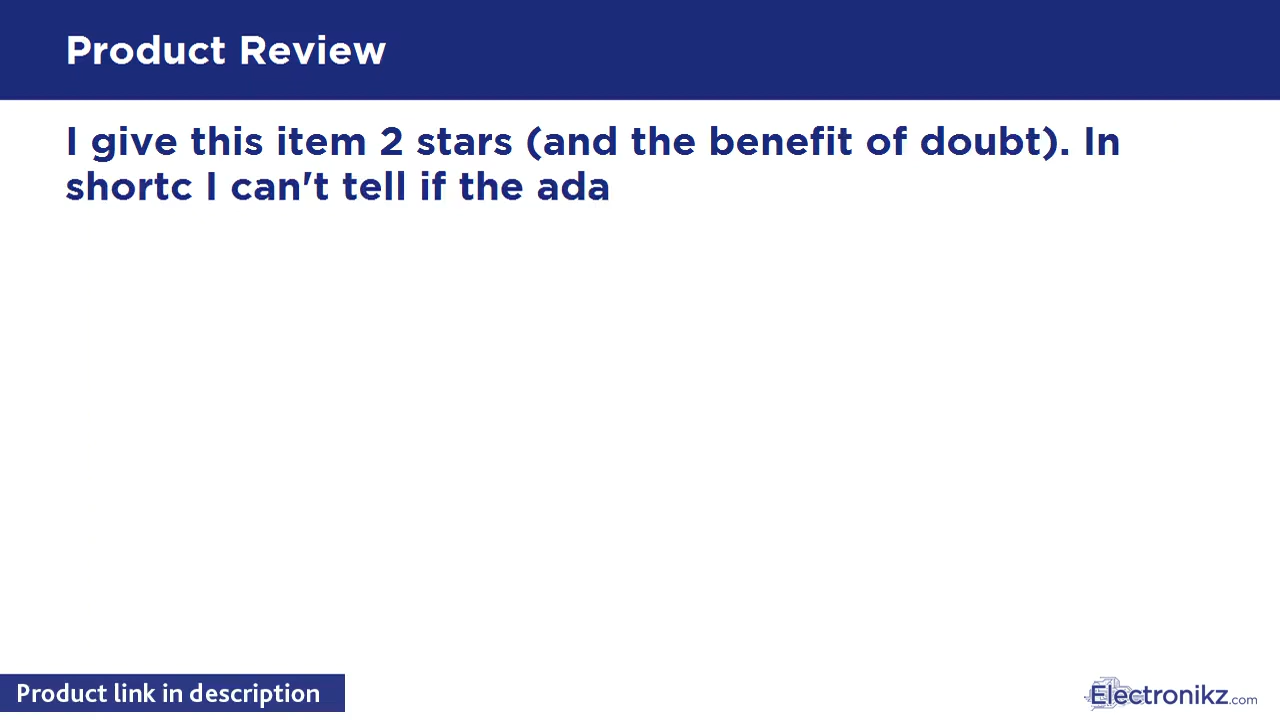 Product Review
I give this item 2 stars (and the benefit of doubt). In
shortc I can't tell if the ada
Product link in description
Electronikz.com